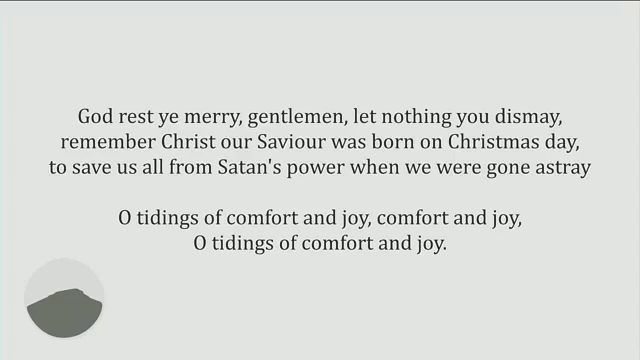 God rest ye merry, gentlemen, let nothing you dismay,
remember Christ our Saviour was born on Christmas day,
to save us all from Satan's power when we were gone astray
O tidings of comfort and joy, comfort and joy,
O tidings of comfort and joy.